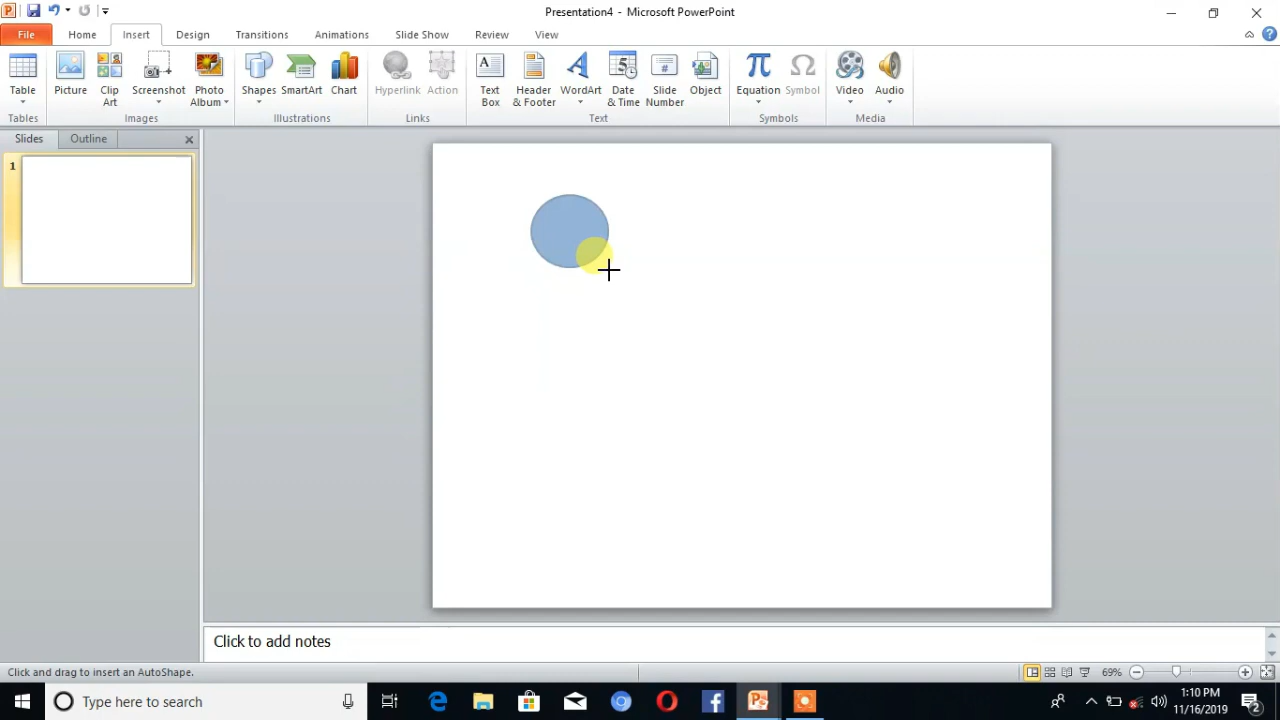 Presentation4 - Microsoft PowerPoint
File Home Insert Design Transitions Animations Slide Show Review View
Table Picture Clip Art Screenshot Photo Album Shapes SmartArt Chart Hyperlink Action Text Box Header & Footer WordArt Date & Time Slide Number Object Equation Symbol Video Audio
Tables Images Illustrations Links Text Symbols Media
Slides Outline
1
Click to add notes
Click and drag to insert an AutoShape. 69%
Type here to search
1:10 PM
11/16/2019
2